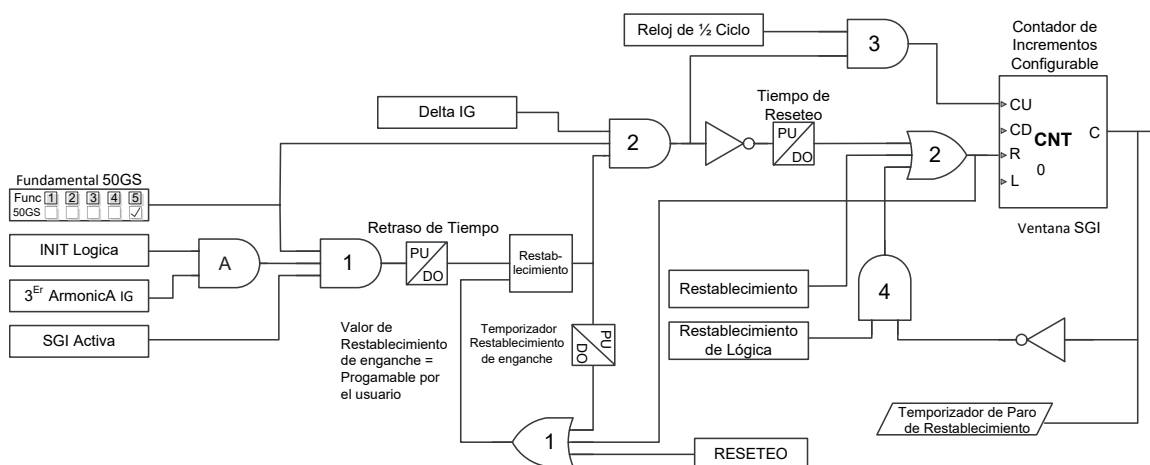 Reloj de ½ Ciclo
3
Contador de
Incrementos
Configurable
Delta IG
2
Tiempo de
Reseteo
PU
DO
2
CU
CD
CNT
C
R
0
L
Ventana SGI
Fundamental 50GS
Func 1 2 3 4 5
50GS
INIT Logica
A
3Er ArmonicA IG
SGI Activa
1
Retraso de Tiempo
PU
DO
Restab-
lecimiento
Valor de
Restablecimiento
de enganche =
Progamable por
el usuario
Temporizador
Restablecimiento
de enganche
PU
DO
1
RESETEO
Restablecimiento
Restablecimiento
de Lógica
4
Temporizador de Paro
de Restablecimiento